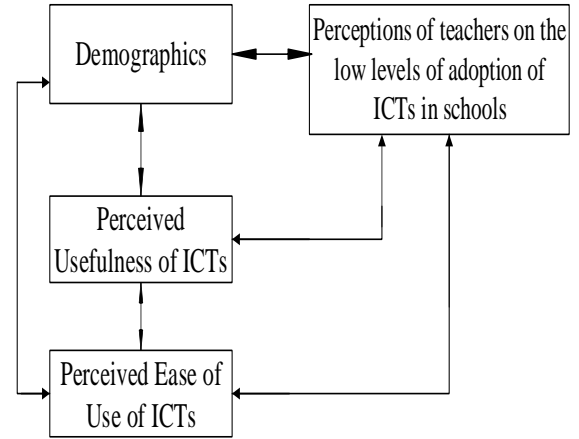 Demographics
Perceptions of teachers on the
low levels of adoption of
ICTs in schools
Perceived
Usefulness of ICTs
Perceived Ease of
Use of ICTs